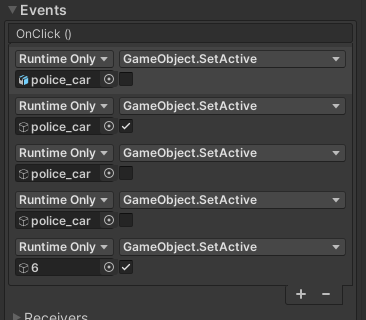 Events
OnClick ()
Runtime Only GameObject.SetActive
police_car
Runtime Only GameObject.SetActive
police_car
Runtime Only GameObject.SetActive
police_car
Runtime Only GameObject.SetActive
police_car
Runtime Only GameObject.SetActive
6
+ −
Receivers